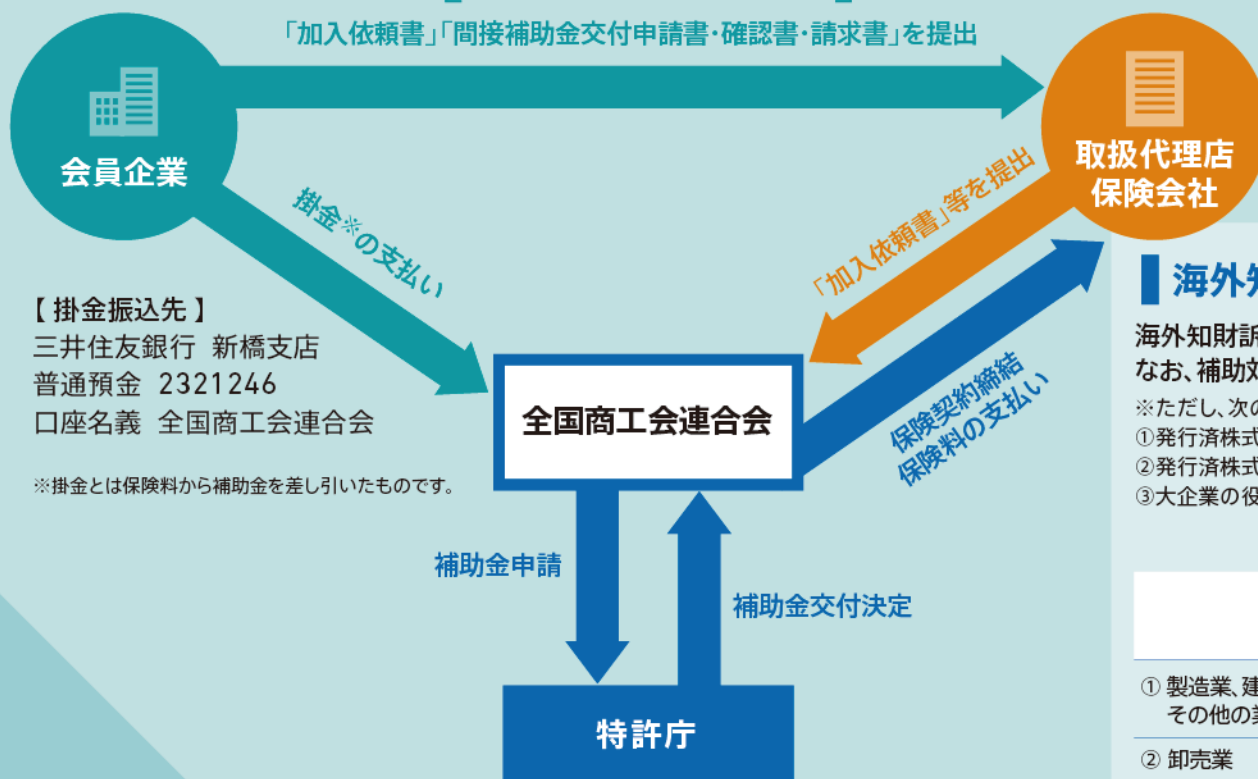 「加入依頼書」「間接補助金交付申請書・確認書・請求書」を提出
会員企業
取扱代理店
保険会社
掛金※の支払い
「加入依頼書」等を提出
【 掛金振込先 】
三井住友銀行 新橋支店
普通預金 2321246
口座名義 全国商工会連合会
※掛金とは保険料から補助金を差し引いたものです。
全国商工会連合会
保険契約締結
保険料の支払い
補助金申請
補助金交付決定
特許庁
海外
海外知財訴
なお、補助対
※ただし、次の
①発行済株式
②発行済株式
③大企業の役
① 製造業、建
その他の業
② 卸売業